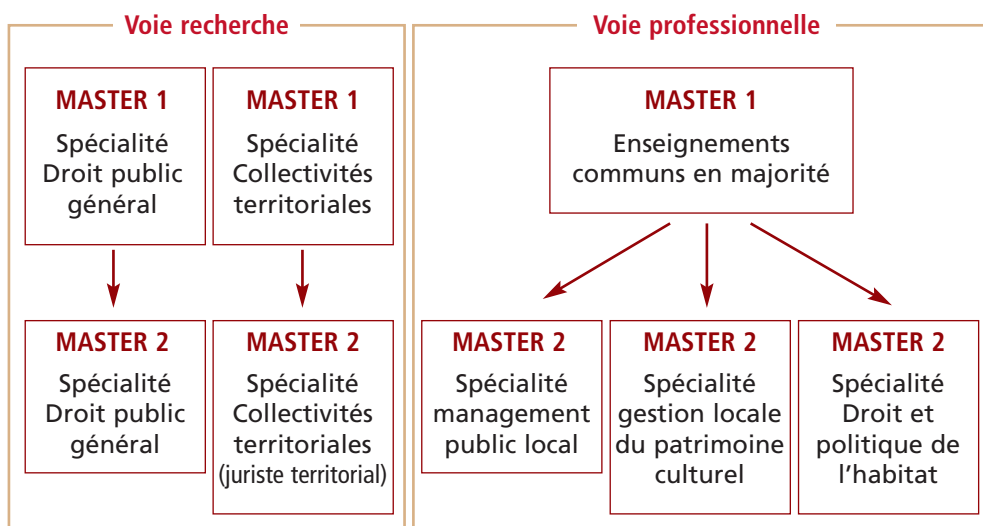 Voie recherche
MASTER 1
Spécialité
Droit public
général
MASTER 1
Spécialité
Collectivités
territoriales
MASTER 2
Spécialité
Droit public
général
MASTER 2
Spécialité
Collectivités
territoriales
(juriste territorial)
Voie professionnelle
MASTER 1
Enseignements
communs en majorité
MASTER 2
Spécialité
management
public local
MASTER 2
Spécialité
gestion locale
du patrimoine
culturel
MASTER 2
Spécialité
Droit et
politique de
l'habitat